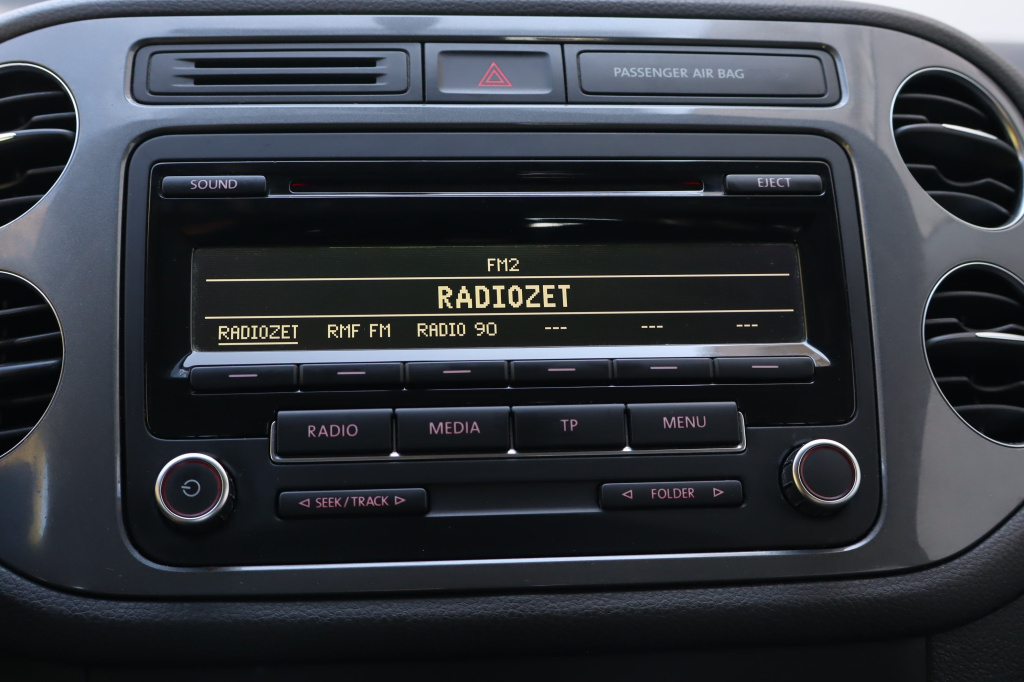 PASSENGER AIR BAG
SOUND
EJECT
FM2
RADIOZET
RADIOZET RMF FM RADIO 90 --- --- ---
RADIO MEDIA TP MENU
SEEK/TRACK FOLDER